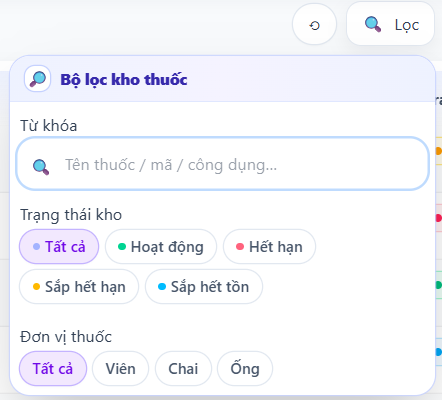 Lọc
Bộ lọc kho thuốc
Từ khóa
Tên thuốc / mã / công dụng...
Trạng thái kho
Tất cả Hoạt động Hết hạn
Sắp hết hạn Sắp hết tồn
Đơn vị thuốc
Tất cả Viên Chai Ống